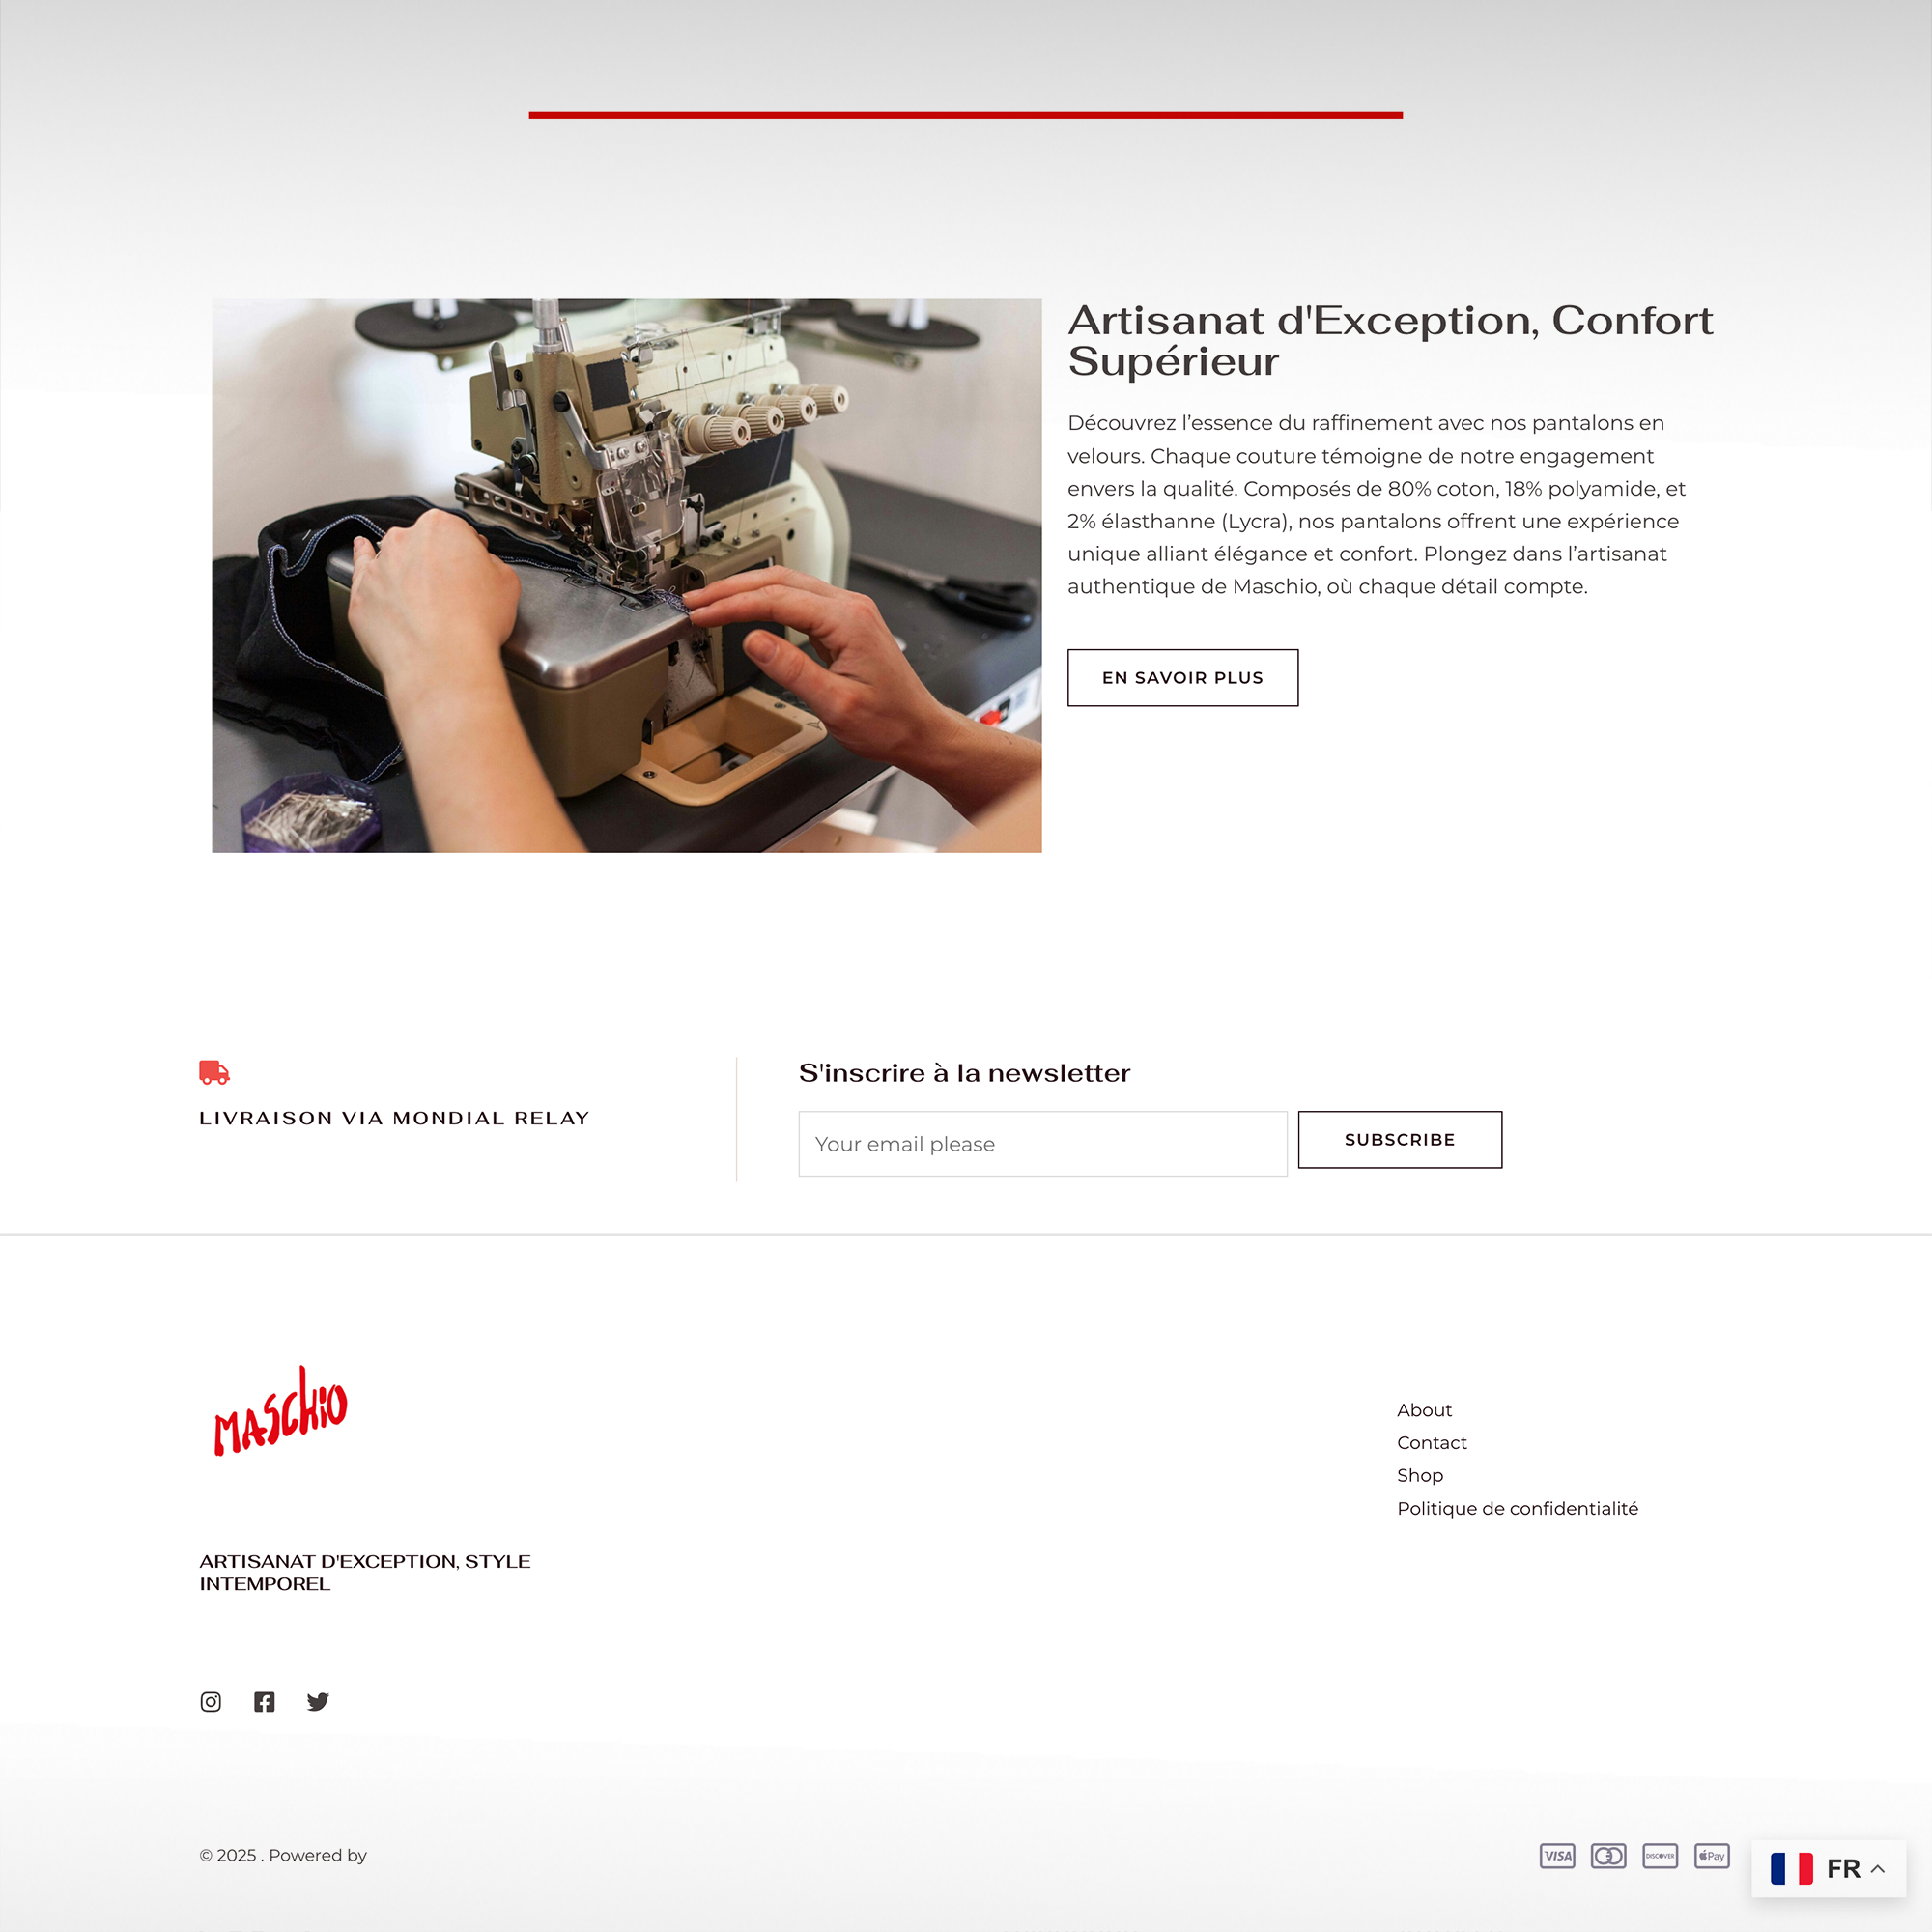 Artisanat d'Exception, Confort
Supérieur
Découvrez l’essence du raffinement avec nos pantalons en
velours. Chaque couture témoigne de notre engagement
envers la qualité. Composés de 80% coton, 18% polyamide, et
2% élasthanne (Lycra), nos pantalons offrent une expérience
unique alliant élégance et confort. Plongez dans l’artisanat
authentique de Maschio, où chaque détail compte.
EN SAVOIR PLUS
LIVRAISON VIA MONDIAL RELAY
S'inscrire à la newsletter
Your email please
SUBSCRIBE
MASCHiO
About
Contact
Shop
Politique de confidentialité
ARTISANAT D'EXCEPTION, STYLE
INTEMPOREL
© 2025 . Powered by
VISA
DISCOVER
Pay
FR